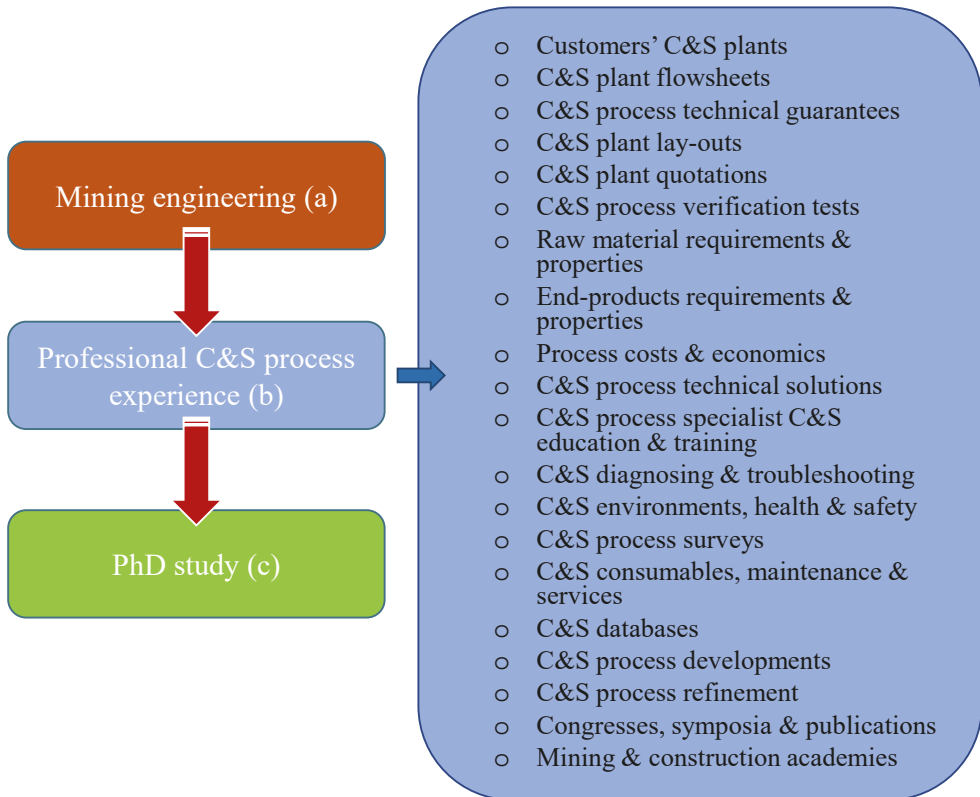 Mining engineering (a)
Professional C&S process
experience (b)
PhD study (c)
o Customers’ C&S plants
o C&S plant flowsheets
o C&S process technical guarantees
o C&S plant lay-outs
o C&S plant quotations
o C&S process verification tests
o Raw material requirements &
properties
o End-products requirements &
properties
o Process costs & economics
o C&S process technical solutions
o C&S process specialist C&S
education & training
o C&S diagnosing & troubleshooting
o C&S environments, health & safety
o C&S process surveys
o C&S consumables, maintenance &
services
o C&S databases
o C&S process developments
o C&S process refinement
o Congresses, symposia & publications
o Mining & construction academies